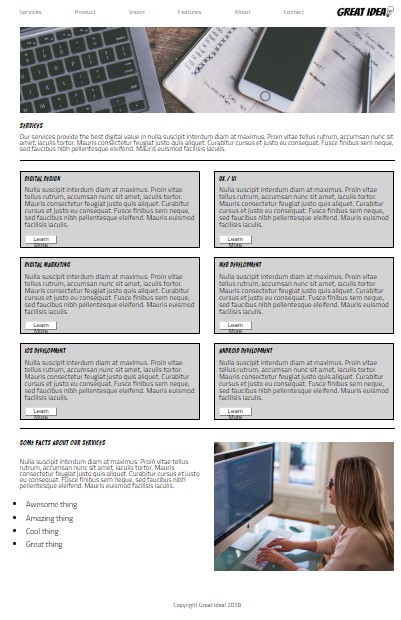 Services Product Vision Features About Contact GREAT IDEA!
SERVICES
Our services provide the best digital value in nulla suscipit interdum diam at maximus. Proin vitae tellus rutrum, accumsan nunc sit
amet, iaculis tortor. Mauris consectetur feugiat justo quis aliquet. Curabitur cursus et justo eu consequat. Fusce finibus sem neque,
sed faucibus nibh pellentesque eleifend. Mauris euismod facilisis iaculis.
DIGITAL DESIGN
Nulla suscipit interdum diam at maximus. Proin vitae
tellus rutrum, accumsan nunc sit amet, iaculis tortor.
Mauris consectetur feugiat justo quis aliquet. Curabitur
cursus et justo eu consequat. Fusce finibus sem neque,
sed faucibus nibh pellentesque eleifend. Mauris euismod
facilisis iaculis.
Learn
More
UX / UI
Nulla suscipit interdum diam at maximus. Proin vitae
tellus rutrum, accumsan nunc sit amet, iaculis tortor.
Mauris consectetur feugiat justo quis aliquet. Curabitur
cursus et justo eu consequat. Fusce finibus sem neque,
sed faucibus nibh pellentesque eleifend. Mauris euismod
facilisis iaculis.
Learn
More
DIGITAL MARKETING
Nulla suscipit interdum diam at maximus. Proin vitae
tellus rutrum, accumsan nunc sit amet, iaculis tortor.
Mauris consectetur feugiat justo quis aliquet. Curabitur
cursus et justo eu consequat. Fusce finibus sem neque,
sed faucibus nibh pellentesque eleifend. Mauris euismod
facilisis iaculis.
Learn
More
WEB DEVELOPMENT
Nulla suscipit interdum diam at maximus. Proin vitae
tellus rutrum, accumsan nunc sit amet, iaculis tortor.
Mauris consectetur feugiat justo quis aliquet. Curabitur
cursus et justo eu consequat. Fusce finibus sem neque,
sed faucibus nibh pellentesque eleifend. Mauris euismod
facilisis iaculis.
Learn
More
IOS DEVELOPMENT
Nulla suscipit interdum diam at maximus. Proin vitae
tellus rutrum, accumsan nunc sit amet, iaculis tortor.
Mauris consectetur feugiat justo quis aliquet. Curabitur
cursus et justo eu consequat. Fusce finibus sem neque,
sed faucibus nibh pellentesque eleifend. Mauris euismod
facilisis iaculis.
Learn
More
ANDROID DEVELOPMENT
Nulla suscipit interdum diam at maximus. Proin vitae
tellus rutrum, accumsan nunc sit amet, iaculis tortor.
Mauris consectetur feugiat justo quis aliquet. Curabitur
cursus et justo eu consequat. Fusce finibus sem neque,
sed faucibus nibh pellentesque eleifend. Mauris euismod
facilisis iaculis.
Learn
More
SOME FACTS ABOUT OUR SERVICES
Nulla suscipit interdum diam at maximus. Proin vitae tellus
rutrum, accumsan nunc sit amet, iaculis tortor. Mauris
consectetur feugiat justo quis aliquet. Curabitur cursus et
justo eu consequat. Fusce finibus sem neque, sed faucibus nibh
pellentesque eleifend. Mauris euismod facilisis iaculis.
Awesome thing
Amazing thing
Cool thing
Great thing
Copyright Great Idea! 2018